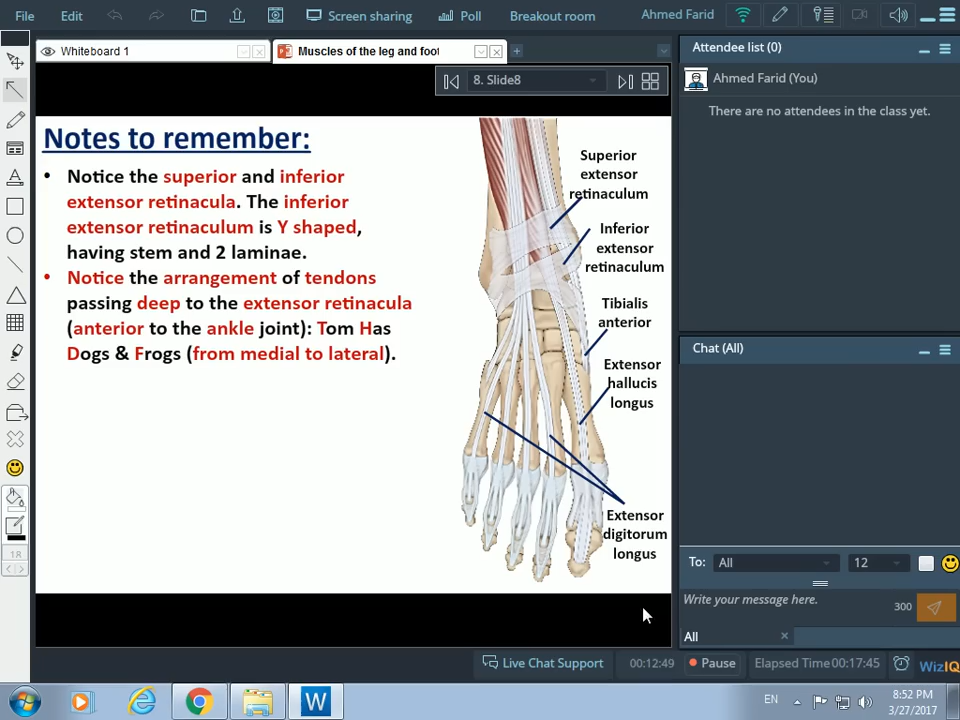 File Edit Screen sharing Poll Breakout room Ahmed Farid
Whiteboard 1 Muscles of the leg and foot
8. Slide8
Attendee list (0)
Ahmed Farid (You)
There are no attendees in the class yet.
Notes to remember:
• Notice the superior and inferior
extensor retinacula. The inferior
extensor retinaculum is Y shaped,
having stem and 2 laminae.
• Notice the arrangement of tendons
passing deep to the extensor retinacula
(anterior to the ankle joint): Tom Has
Dogs & Frogs (from medial to lateral).
Superior
extensor
retinaculum
Inferior
extensor
retinaculum
Tibialis
anterior
Extensor
hallucis
longus
Extensor
digitorum
longus
Chat (All)
To: All 12
Write your message here. 300
All
18
Live Chat Support 00:12:49 Pause Elapsed Time 00:17:45 WizIQ
EN 8:52 PM
3/27/2017